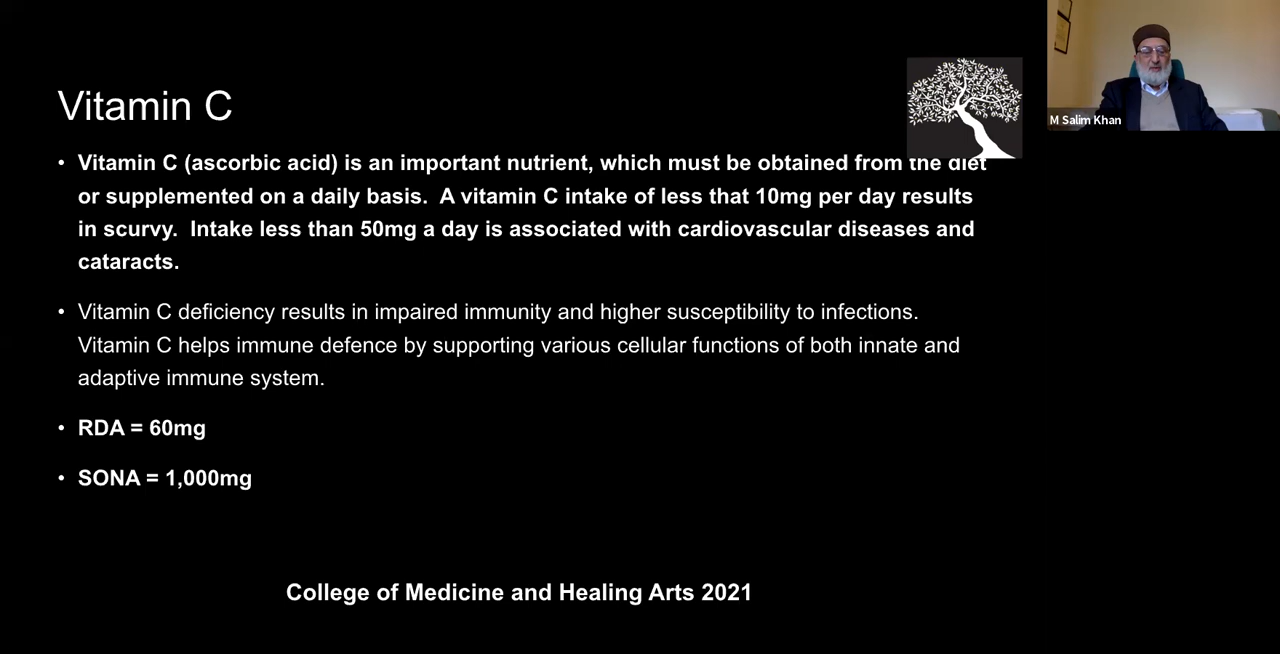 Vitamin C
M Salim Khan
• Vitamin C (ascorbic acid) is an important nutrient, which must be obtained from the diet
or supplemented on a daily basis.  A vitamin C intake of less that 10mg per day results
in scurvy.  Intake less than 50mg a day is associated with cardiovascular diseases and
cataracts.
• Vitamin C deficiency results in impaired immunity and higher susceptibility to infections.
Vitamin C helps immune defence by supporting various cellular functions of both innate and
adaptive immune system.
• RDA = 60mg
• SONA = 1,000mg
College of Medicine and Healing Arts 2021